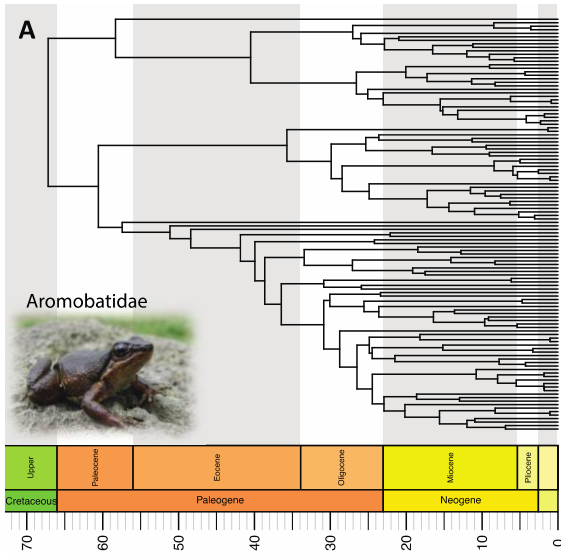 A
Aromobatidae
Upper
Paleocene
Eocene
Oligocene
Miocene
Pliocene
Cretaceous
Paleogene
Neogene
70
60
50
40
30
20
10
0